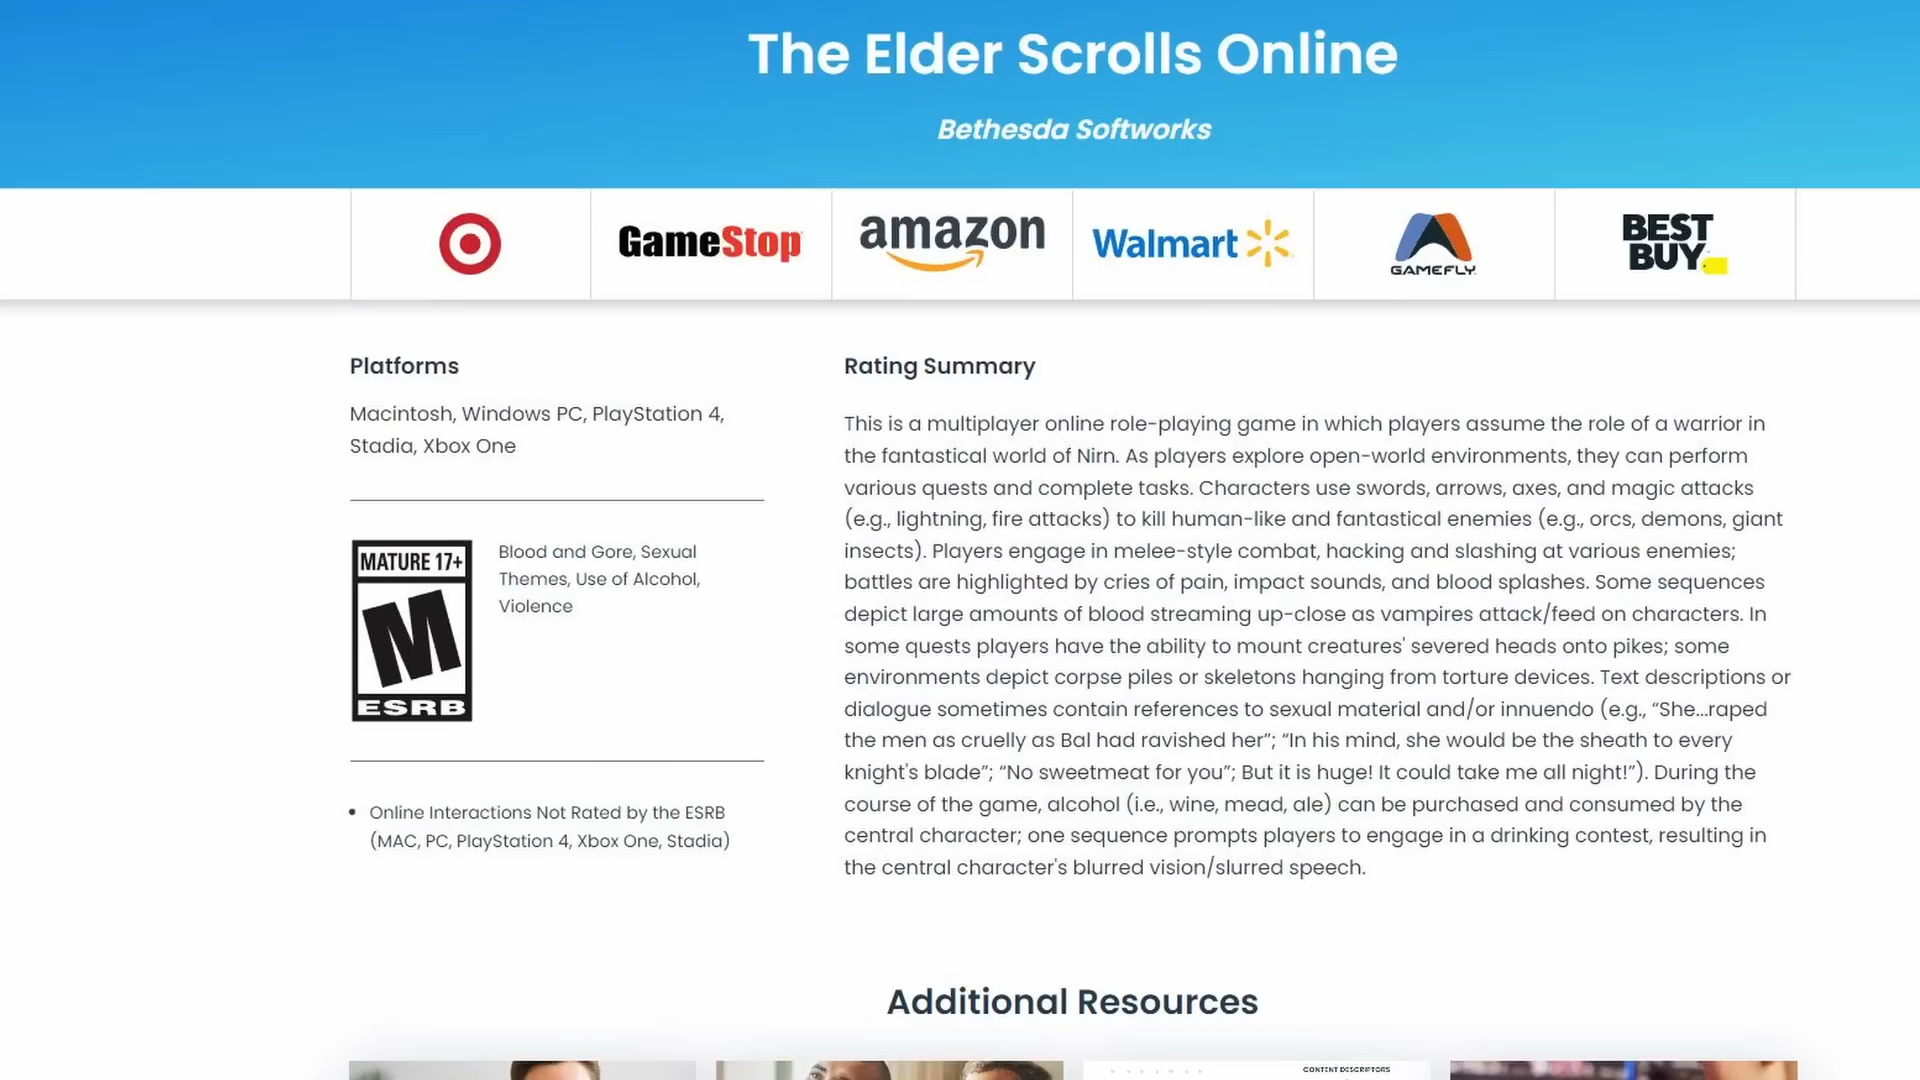 The Elder Scrolls Online
Bethesda Softworks
GameStop
amazon
Walmart
GAMEFLY
BEST
BUY
Platforms
Macintosh, Windows PC, PlayStation 4,
Stadia, Xbox One
MATURE 17+
M
ESRB
Blood and Gore, Sexual
Themes, Use of Alcohol,
Violence
Online Interactions Not Rated by the ESRB
(MAC, PC, PlayStation 4, Xbox One, Stadia)
Rating Summary
This is a multiplayer online role-playing game in which players assume the role of a warrior in
the fantastical world of Nirn. As players explore open-world environments, they can perform
various quests and complete tasks. Characters use swords, arrows, axes, and magic attacks
(e.g., lightning, fire attacks) to kill human-like and fantastical enemies (e.g., orcs, demons, giant
insects). Players engage in melee-style combat, hacking and slashing at various enemies;
battles are highlighted by cries of pain, impact sounds, and blood splashes. Some sequences
depict large amounts of blood streaming up-close as vampires attack/feed on characters. In
some quests players have the ability to mount creatures' severed heads onto pikes; some
environments depict corpse piles or skeletons hanging from torture devices. Text descriptions or
dialogue sometimes contain references to sexual material and/or innuendo (e.g., “She...raped
the men as cruelly as Bal had ravished her”; “In his mind, she would be the sheath to every
knight's blade”; “No sweetmeat for you”; But it is huge! It could take me all night!”). During the
course of the game, alcohol (i.e., wine, mead, ale) can be purchased and consumed by the
central character; one sequence prompts players to engage in a drinking contest, resulting in
the central character's blurred vision/slurred speech.
Additional Resources
CONTENT DESCRIPTORS